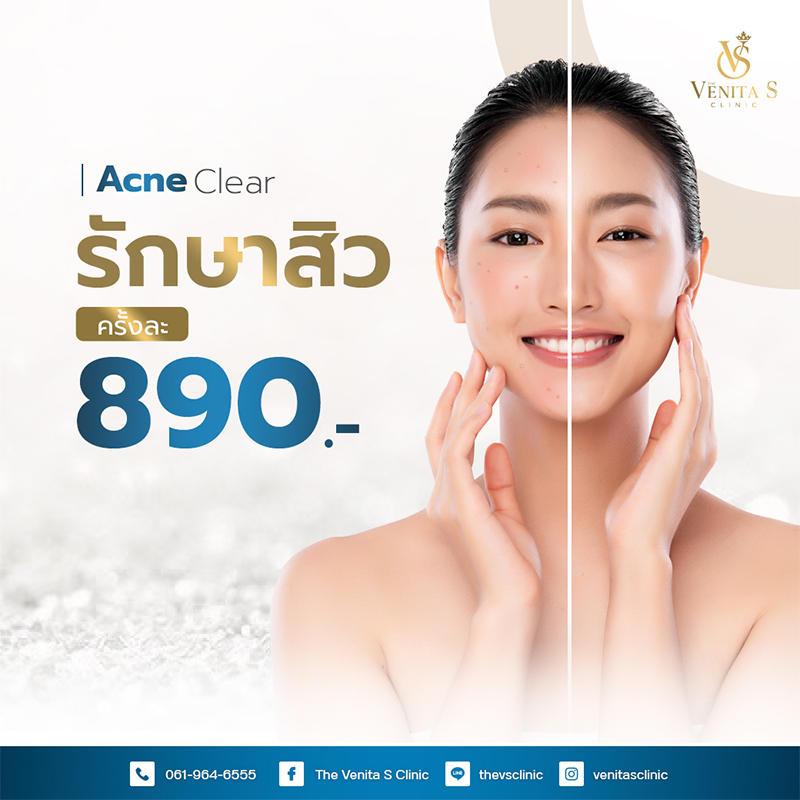 THE
VENITA S
CLINIC
Acne Clear
รักษาสิว
ครั้งละ
890.-
061-964-6555
The Venita S Clinic
LINE
thevsclinic
venitasclinic